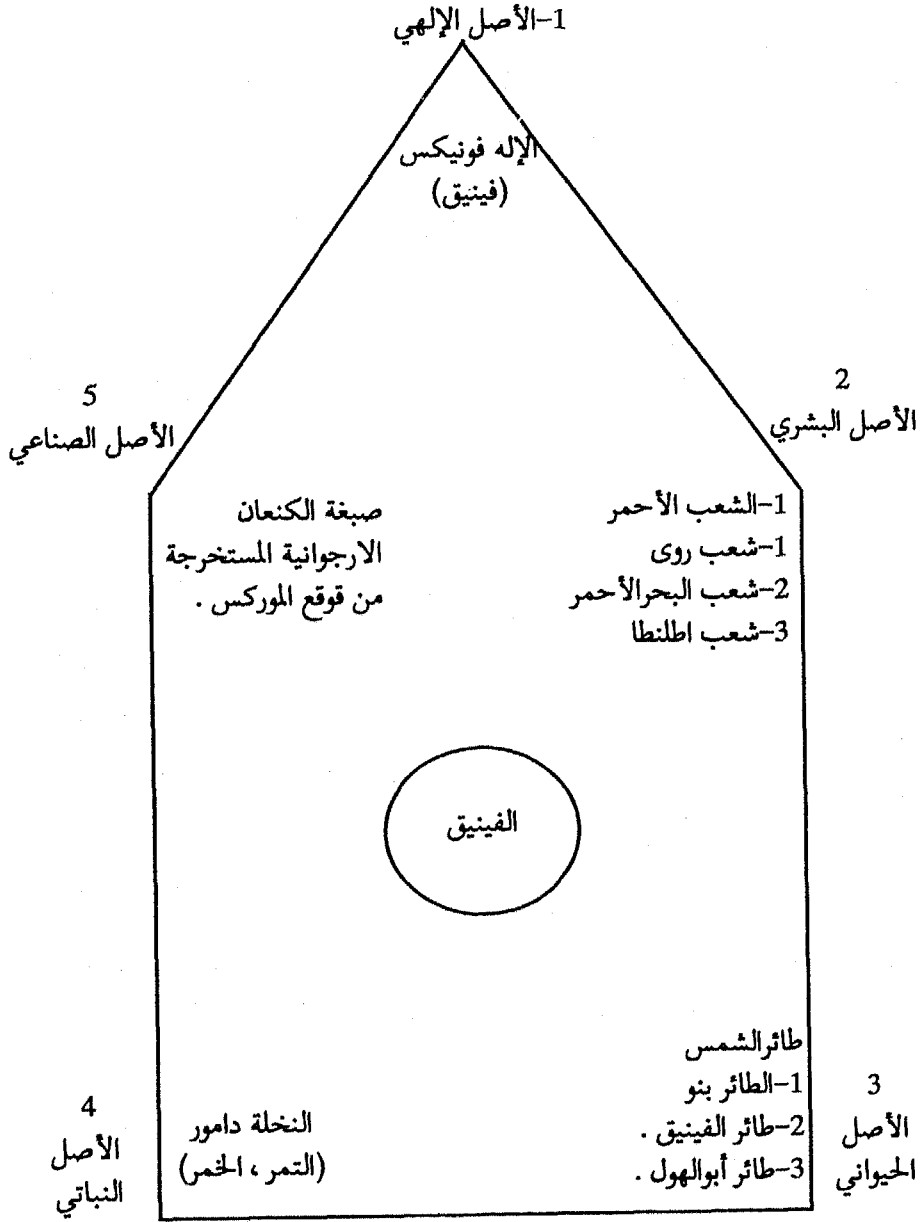 1-الأصل الإلهي
الإله فونيكس
(فينيق)
2
الأصل البشري
1-الشعب الأحمر
1-شعب روى
2-شعب البحرالأحمر
3-شعب اطلنطا
5
الأصل الصناعي
صبغة الكنعان
الارجوانية المستخرجة
من قوقع الموركس .
الفينيق
3
الأصل
الحيواني
طائرالشمس
1-الطائر بنو
2-طائر الفينيق .
3-طائر أبوالهول .
4
الأصل
النباتي
النخلة دامور
(التمر ، الخمر)